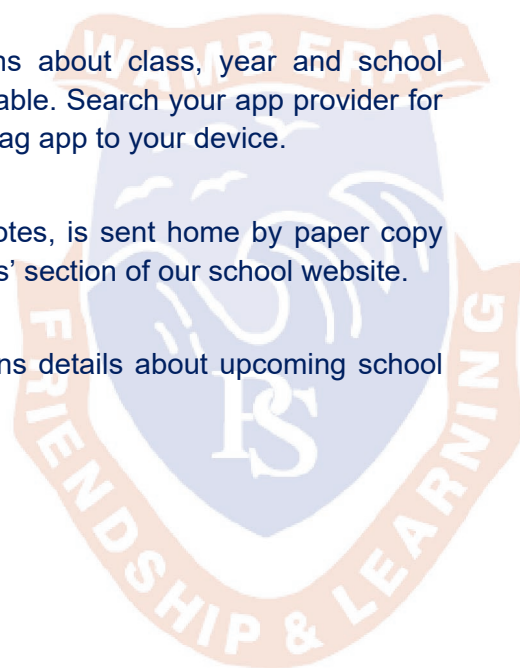 WAMBERAL
ns about class, year and school
able. Search your app provider for
ag app to your device.
otes, is sent home by paper copy
s’ section of our school website.
ns details about upcoming school
PS
FRIENDSHIP & LEARNING